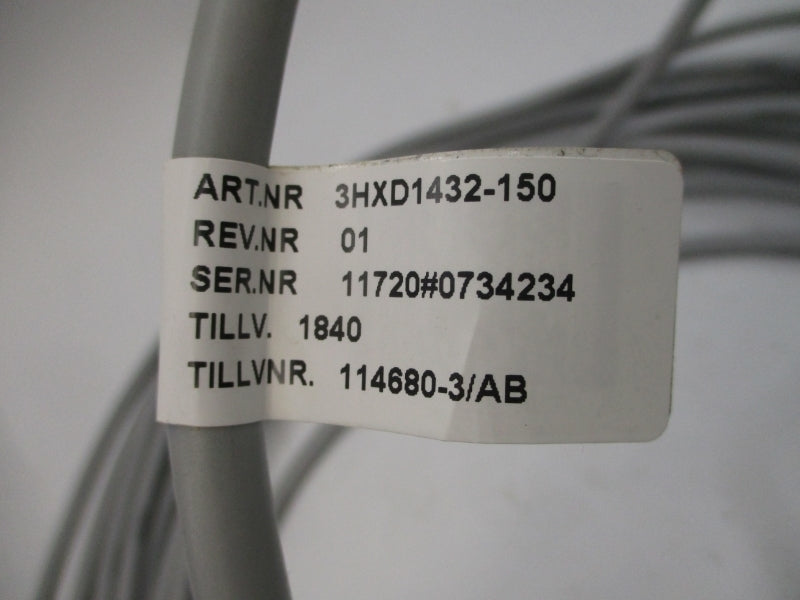 ART.NR 3HXD1432-150
REV.NR 01
SER.NR 11720#0734234
TILLV. 1840
TILLVNR. 114680-3/AB